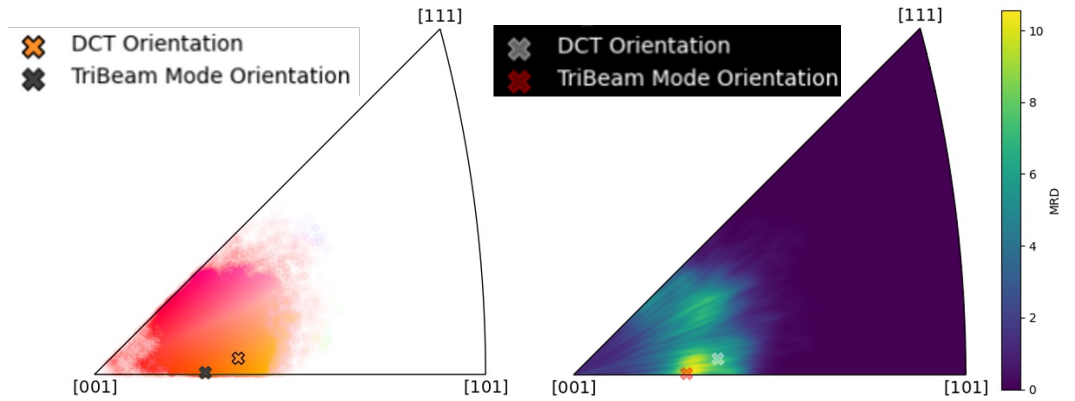 [111]
DCT Orientation
TriBeam Mode Orientation
[001]
[101]
[111]
DCT Orientation
TriBeam Mode Orientation
[001]
[101]
10
8
6
4
2
0
MRD